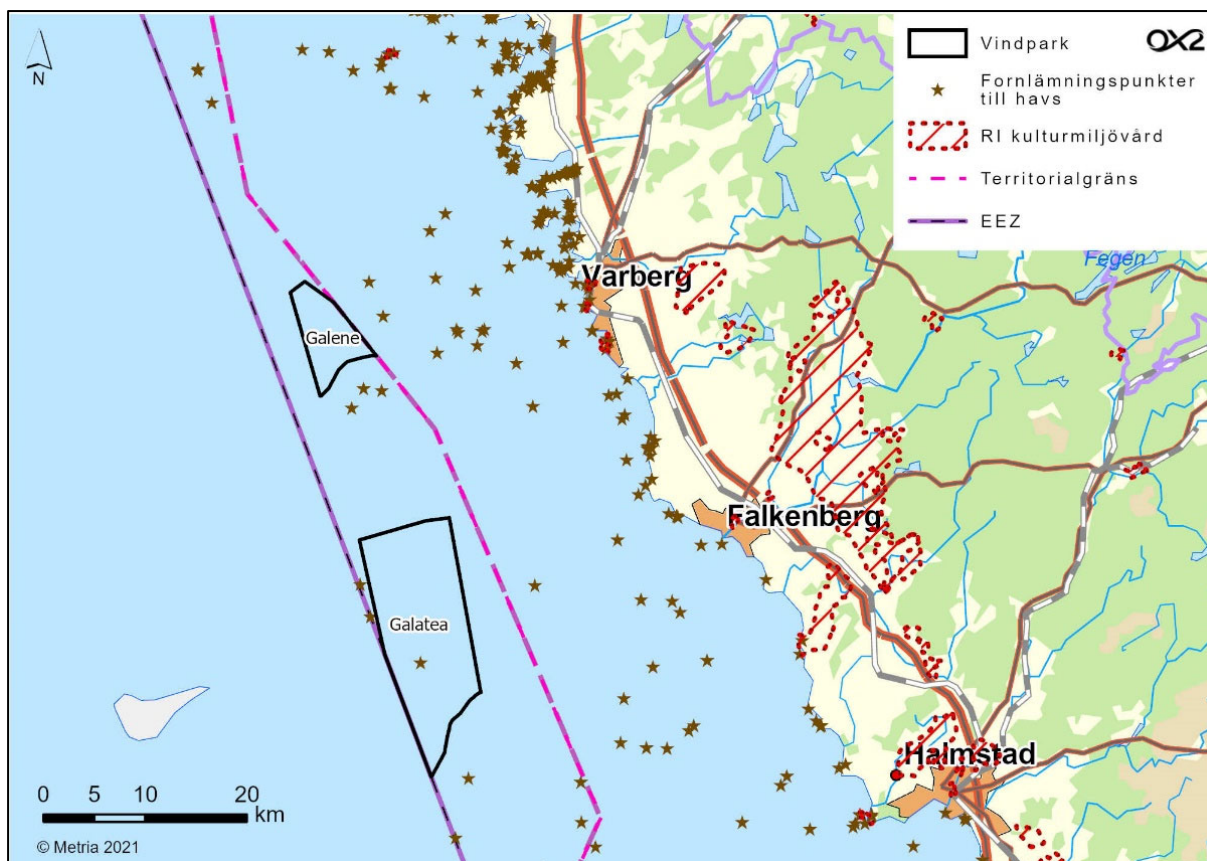 N
Vindpark
OX2
Fornlämningspunkter
till havs
RI kulturmiljövård
Territorialgräns
EEZ
Fegen
Varberg
Galene
Falkenberg
Galatea
Halmstad
0 5 10 20
km
© Metria 2021